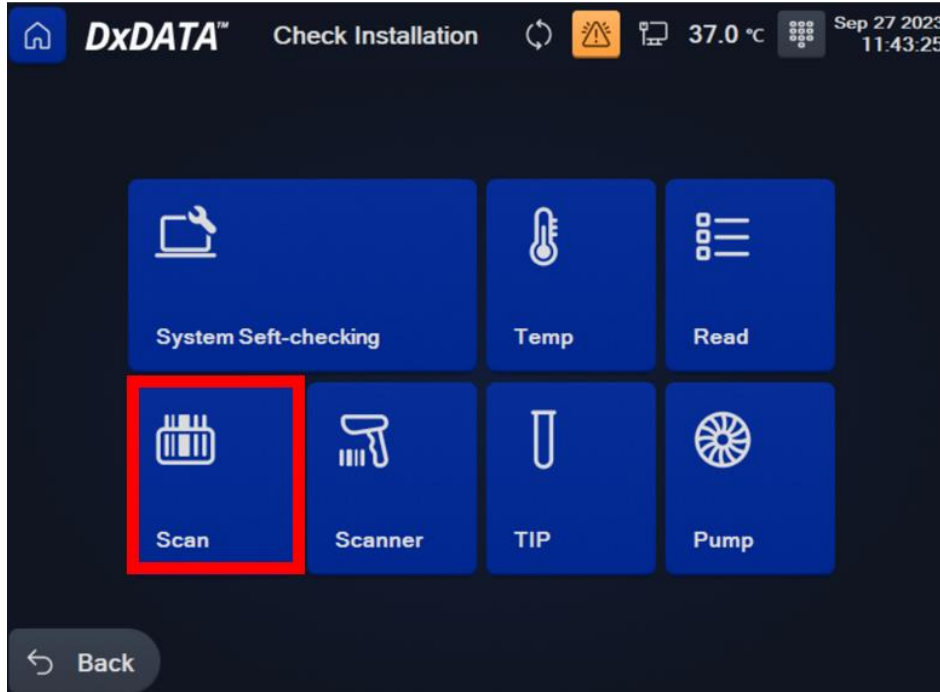 DxDATA™ Check Installation 37.0 °C Sep 27 2023
11:43:25
System Seft-checking Temp Read
Scan Scanner TIP Pump
Back